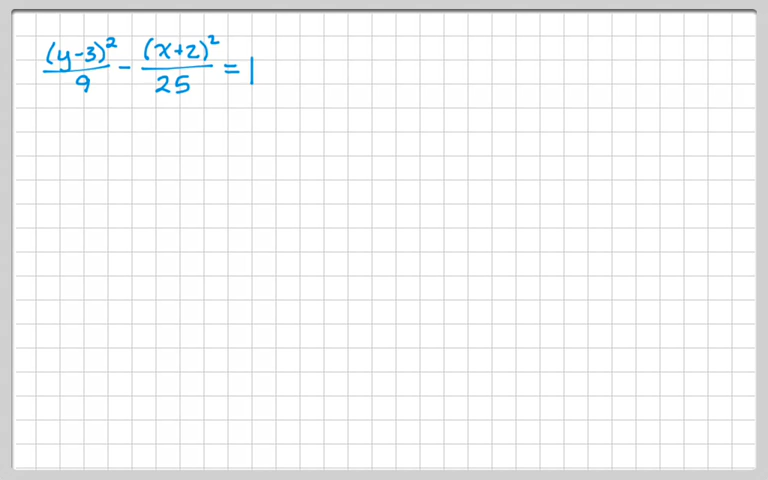 (y-3)²/9 - (x+2)²/25 = 1